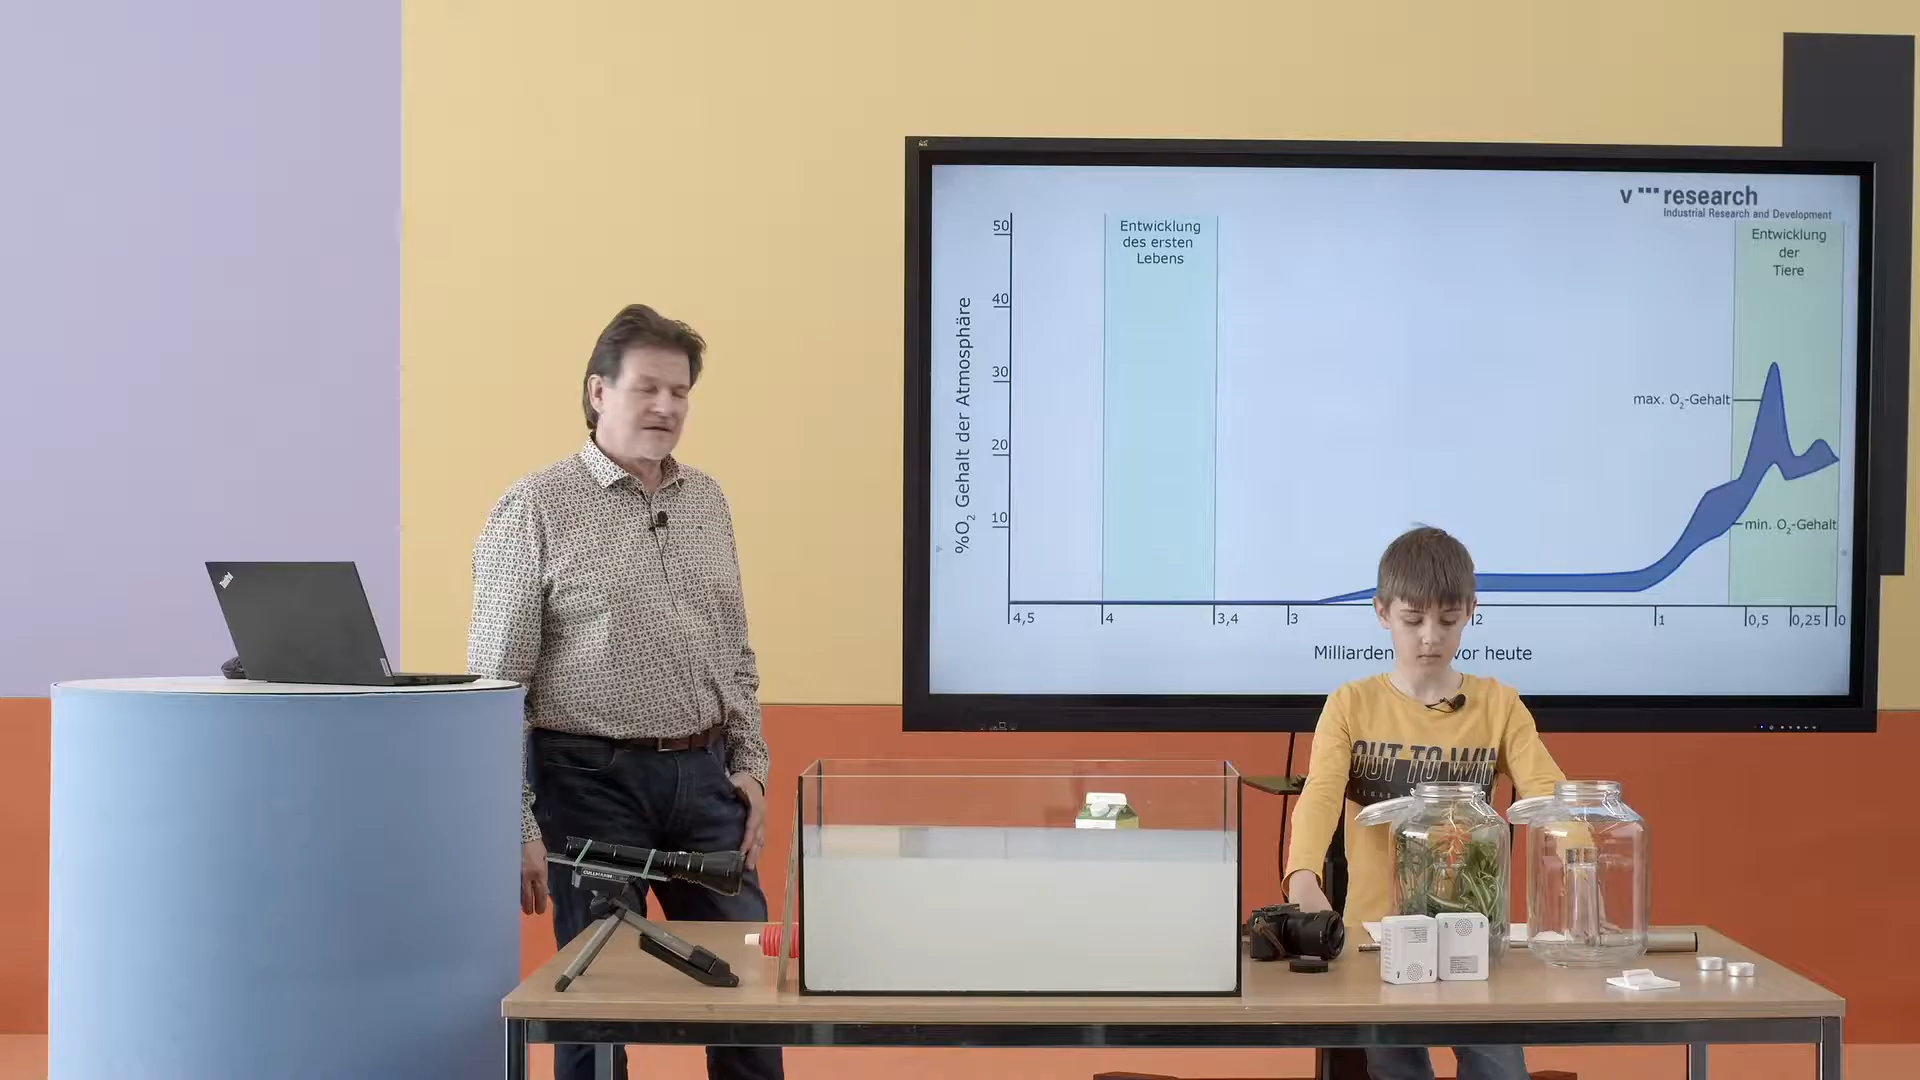 v research
Industrial Research and Development
Entwicklung
des ersten
Lebens
Entwicklung
der
Tiere
%O2 Gehalt der Atmosphäre
50
40
30
20
10
max. O2-Gehalt
min. O2-Gehalt
4,5
4
3,4
3
2
1
0,5
0,25
0
Milliarden vor heute
ThinkPad
CULLMANN
OUT TO WIN